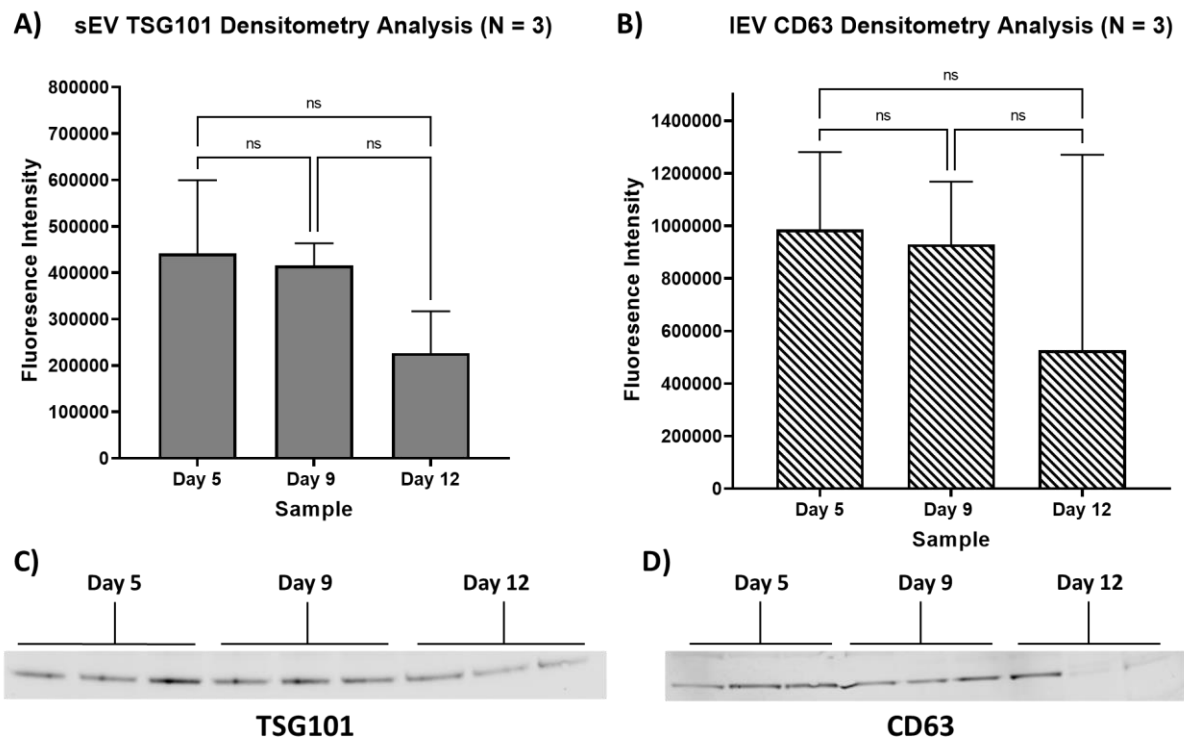 A) sEV TSG101 Densitometry Analysis (N = 3)
800000
700000
600000
500000
400000
300000
200000
100000
0
Fluoresence Intensity
ns
ns
ns
Day 5
Day 9
Day 12
Sample
B) lEV CD63 Densitometry Analysis (N = 3)
1400000
1200000
1000000
800000
600000
400000
200000
0
Fluoresence Intensity
ns
ns
ns
Day 5
Day 9
Day 12
Sample
C)
Day 5
Day 9
Day 12
TSG101
D)
Day 5
Day 9
Day 12
CD63